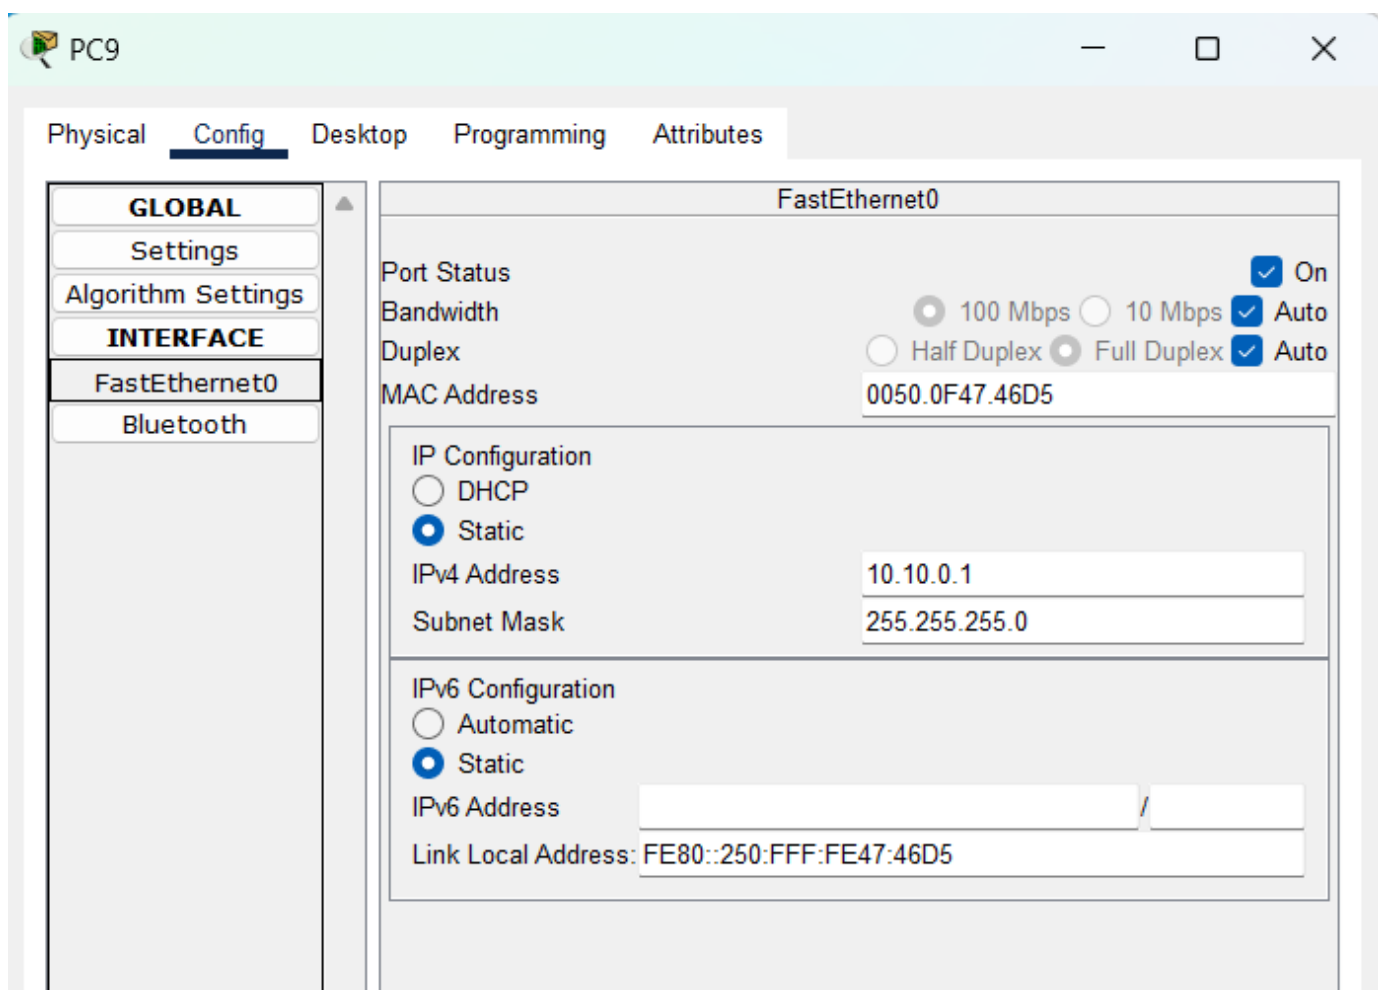 PC9
Physical Config Desktop Programming Attributes
GLOBAL
Settings
Algorithm Settings
INTERFACE
FastEthernet0
Bluetooth
FastEthernet0
Port Status On
Bandwidth 100 Mbps 10 Mbps Auto
Duplex Half Duplex Full Duplex Auto
MAC Address 0050.0F47.46D5
IP Configuration
DHCP
Static
IPv4 Address 10.10.0.1
Subnet Mask 255.255.255.0
IPv6 Configuration
Automatic
Static
IPv6 Address /
Link Local Address: FE80::250:FFF:FE47:46D5